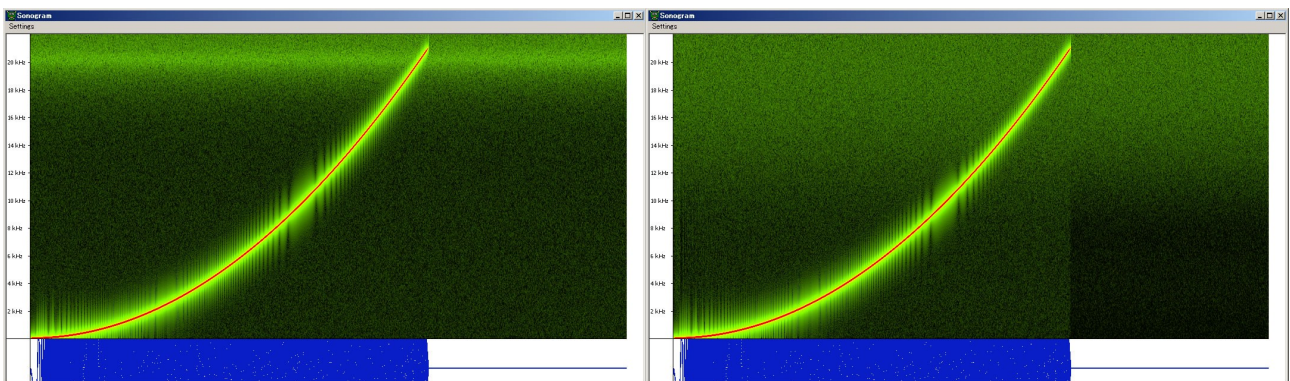 Sonogram
Settings
20 kHz
18 kHz
16 kHz
14 kHz
12 kHz
10 kHz
8 kHz
6 kHz
4 kHz
2 kHz
Sonogram
Settings
20 kHz
18 kHz
16 kHz
14 kHz
12 kHz
10 kHz
8 kHz
6 kHz
4 kHz
2 kHz